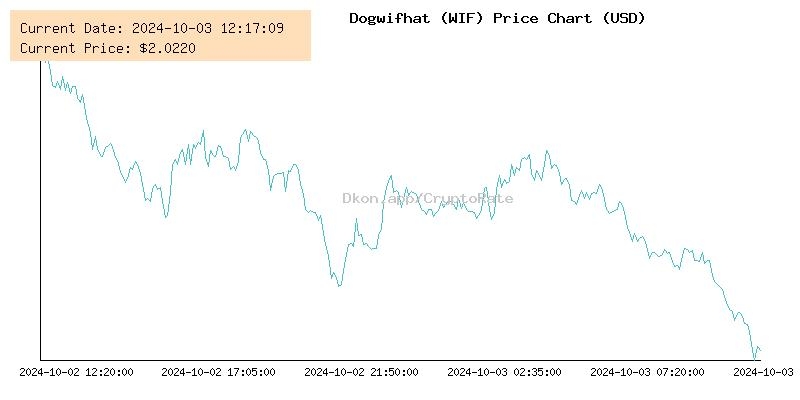 Dogwifhat (WIF) Price Chart (USD)
Current Date: 2024-10-03 12:17:09
Current Price: $2.0220
Dkon.app/CryptoRate
2024-10-02 12:20:00 2024-10-02 17:05:00 2024-10-02 21:50:00 2024-10-03 02:35:00 2024-10-03 07:20:00 2024-10-03